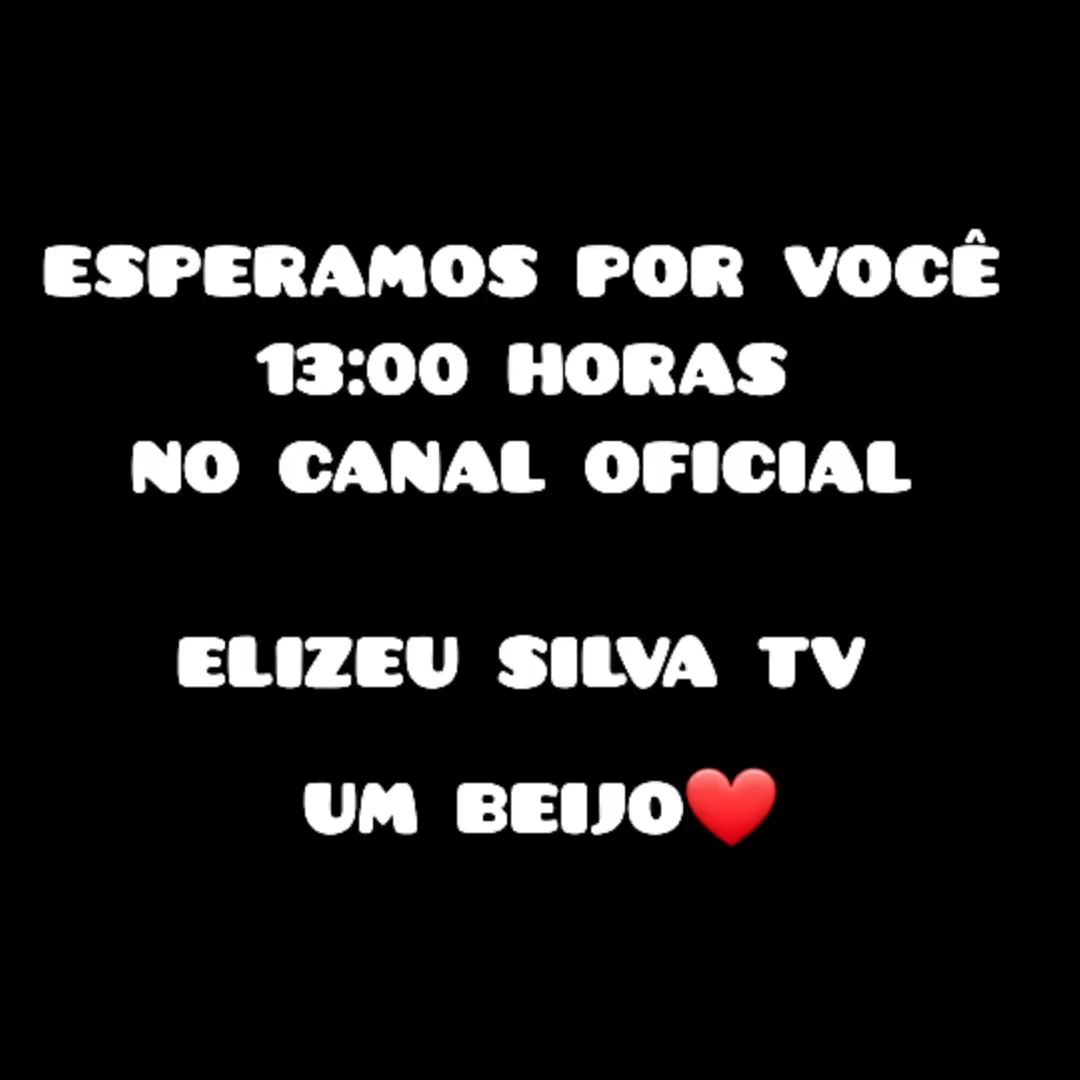 ESPERAMOS POR VOCÊ
13:00 HORAS
NO CANAL OFICIAL
ELIZEU SILVA TV
UM BEIJO❤️